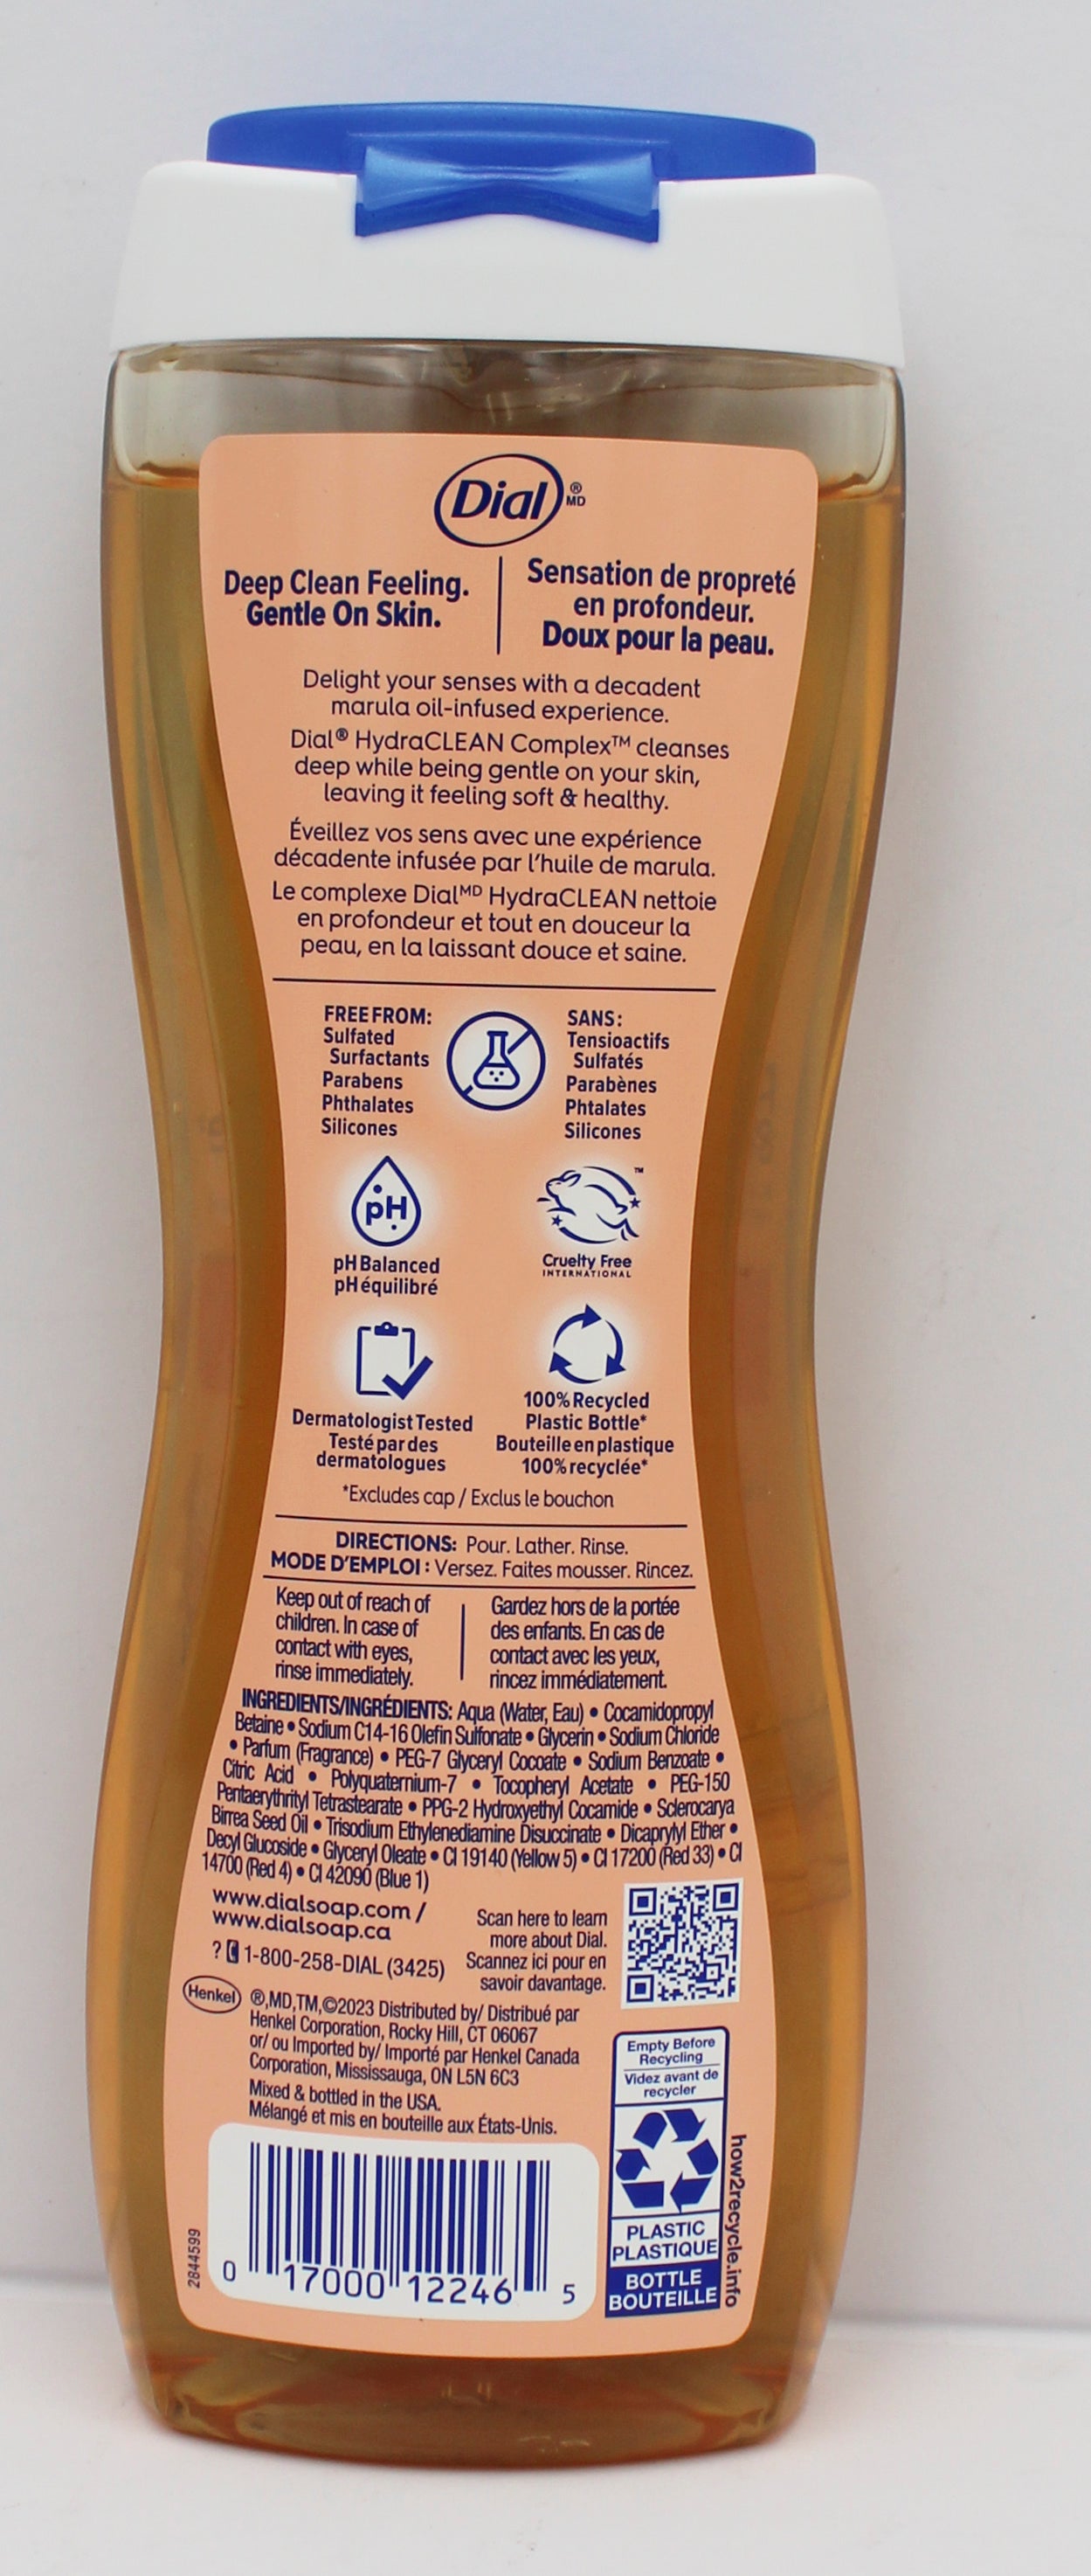 Dial ® MD
Deep Clean Feeling.
Gentle On Skin.
Sensation de propreté
en profondeur.
Doux pour la peau.
Delight your senses with a decadent
marula oil-infused experience.
Dial® HydraCLEAN Complex™ cleanses
deep while being gentle on your skin,
leaving it feeling soft & healthy.
Éveillez vos sens avec une expérience
décadente infusée par l'huile de marula.
Le complexe Dialᴹᴰ HydraCLEAN nettoie
en profondeur et tout en douceur la
peau, en la laissant douce et saine.
FREE FROM:
Sulfated
Surfactants
Parabens
Phthalates
Silicones
SANS:
Tensioactifs
Sulfatés
Parabènes
Phtalates
Silicones
pH
pH Balanced
pH équilibré
™
Cruelty Free
INTERNATIONAL
Dermatologist Tested
Testé par des
dermatologues
100% Recycled
Plastic Bottle*
Bouteille en plastique
100% recyclée*
*Excludes cap / Exclus le bouchon
DIRECTIONS: Pour. Lather. Rinse.
MODE D'EMPLOI : Versez. Faites mousser. Rincez.
Keep out of reach of
children. In case of
contact with eyes,
rinse immediately.
Gardez hors de la portée
des enfants. En cas de
contact avec les yeux,
rincez immédiatement.
INGREDIENTS/INGRÉDIENTS: Aqua (Water, Eau) • Cocamidopropyl
Betaine • Sodium C14-16 Olefin Sulfonate • Glycerin • Sodium Chloride
• Parfum (Fragrance) • PEG-7 Glyceryl Cocoate • Sodium Benzoate •
Citric Acid • Polyquaternium-7 • Tocopheryl Acetate • PEG-150
Pentaerythrityl Tetrastearate • PPG-2 Hydroxyethyl Cocamide • Sclerocarya
Birrea Seed Oil • Trisodium Ethylenediamine Disuccinate • Dicaprylyl Ether •
Decyl Glucoside • Glyceryl Oleate • CI 19140 (Yellow 5) • CI 17200 (Red 33) • CI
14700 (Red 4) • CI 42090 (Blue 1)
www.dialsoap.com /
www.dialsoap.ca
? 1-800-258-DIAL (3425)
Scan here to learn
more about Dial.
Scannez ici pour en
savoir davantage.
Henkel
®,MD,TM,©2023 Distributed by/ Distribué par
Henkel Corporation, Rocky Hill, CT 06067
or/ ou Imported by/ Importé par Henkel Canada
Corporation, Mississauga, ON L5N 6C3
Mixed & bottled in the USA.
Mélangé et mis en bouteille aux États-Unis.
Empty Before
Recycling
Videz avant de
recycler
PLASTIC
PLASTIQUE
BOTTLE
BOUTEILLE
how2recycle.info
2844599
0 17000 12246 5